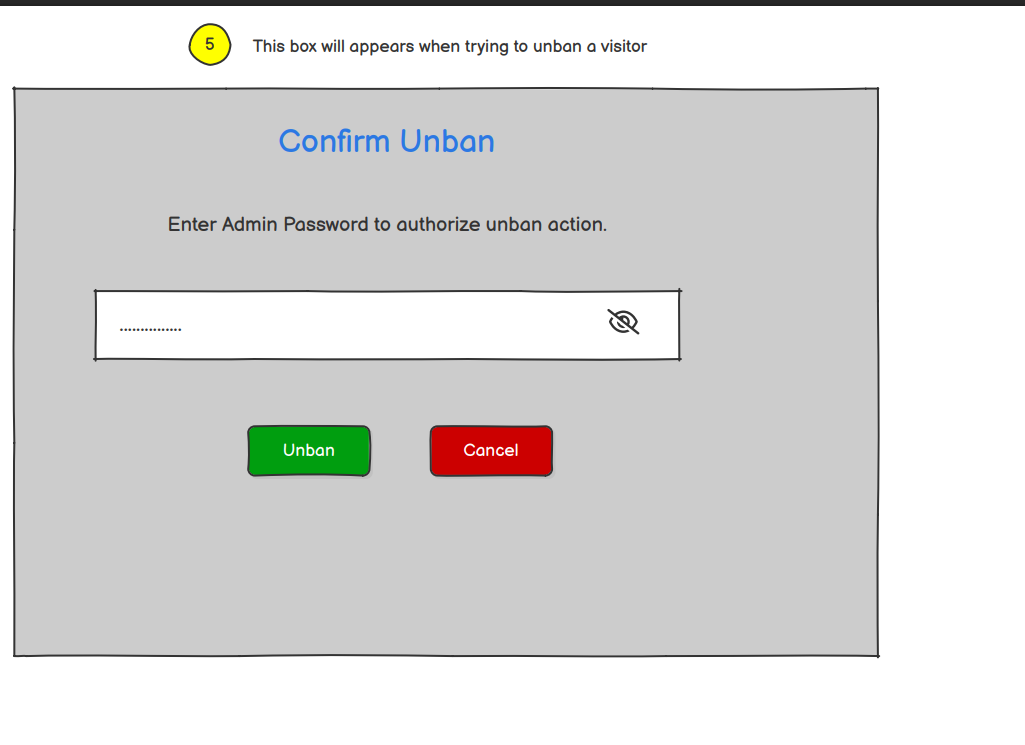 5
This box will appears when trying to unban a visitor
Confirm Unban
Enter Admin Password to authorize unban action.
...............
Unban
Cancel